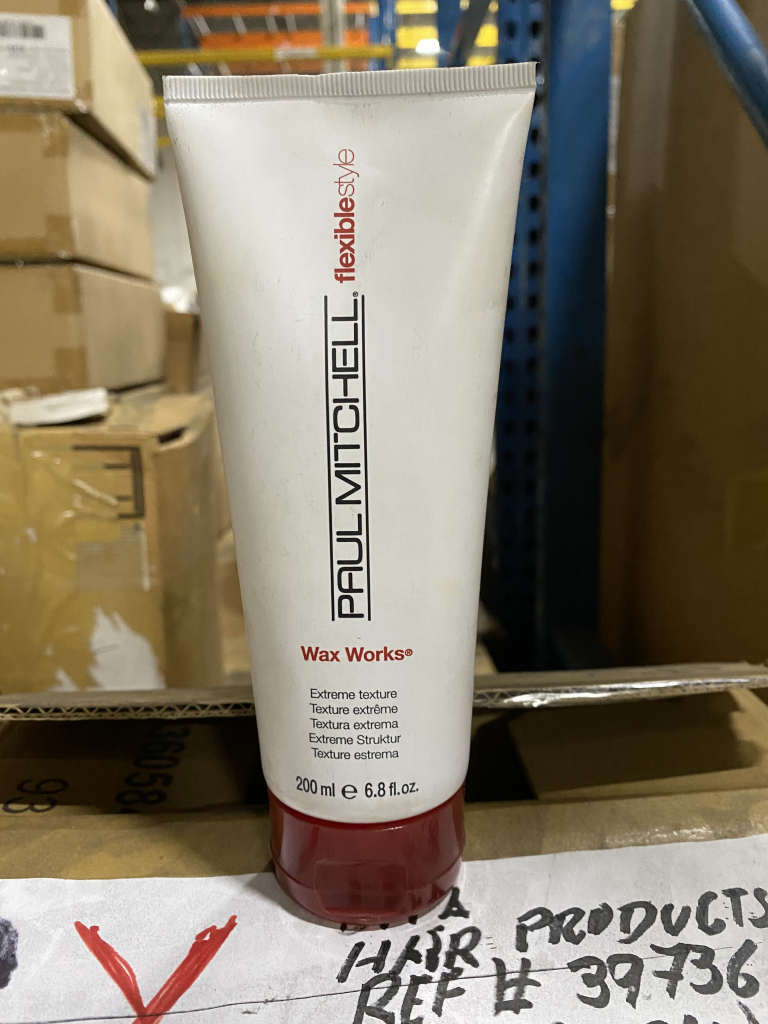 flexiblestyle
PAUL MITCHELL®
Wax Works®
Extreme texture
Texture extrême
Textura extrema
Extreme Struktur
Texture estrema
200 ml e 6.8 fl.oz.
93
HAIR PRODUCTS
REF # 39736